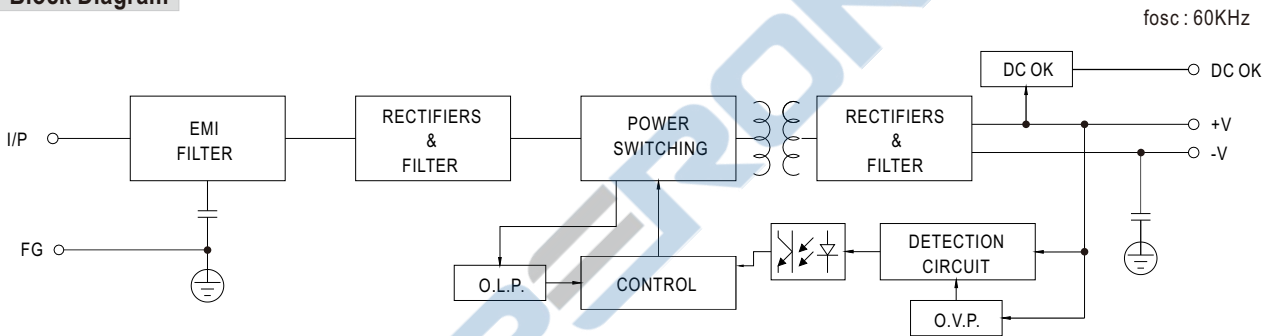 Block Diagram
fosc : 60KHz
DC OK
DC OK
I/P
EMI
FILTER
RECTIFIERS
&
FILTER
POWER
SWITCHING
RECTIFIERS
&
FILTER
+V
-V
FG
O.L.P.
CONTROL
DETECTION
CIRCUIT
O.V.P.